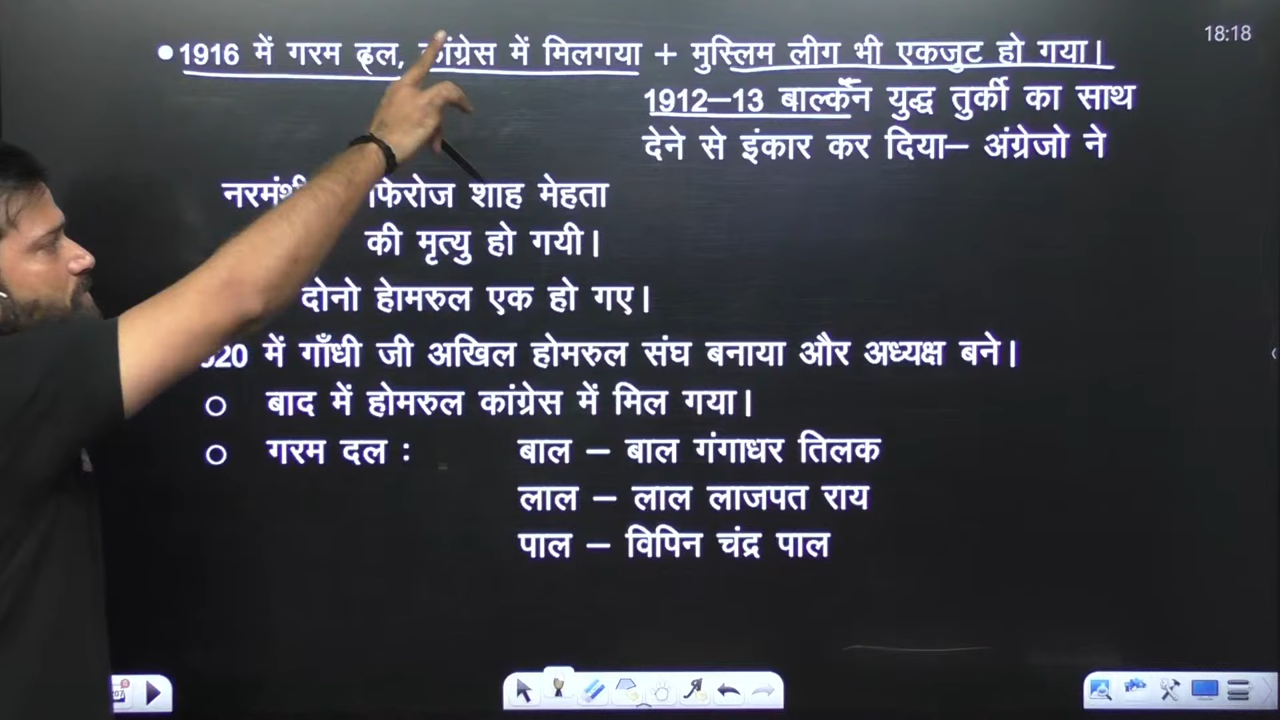 18:18
• 1916 में गरम दल, कांग्रेस में मिलगया + मुस्लिम लीग भी एकजुट हो गया।
1912–13 बाल्कन युद्ध तुर्की का साथ
देने से इंकार कर दिया– अंग्रेजो ने
फिरोज शाह मेहता
की मृत्यु हो गयी।
दोनो हेामरुल एक हो गए।
में गाँधी जी अखिल होमरुल संघ बनाया और अध्यक्ष बने।
○ बाद में होमरुल कांग्रेस में मिल गया।
○ गरम दल : बाल – बाल गंगाधर तिलक
लाल – लाल लाजपत राय
पाल – विपिन चंद्र पाल